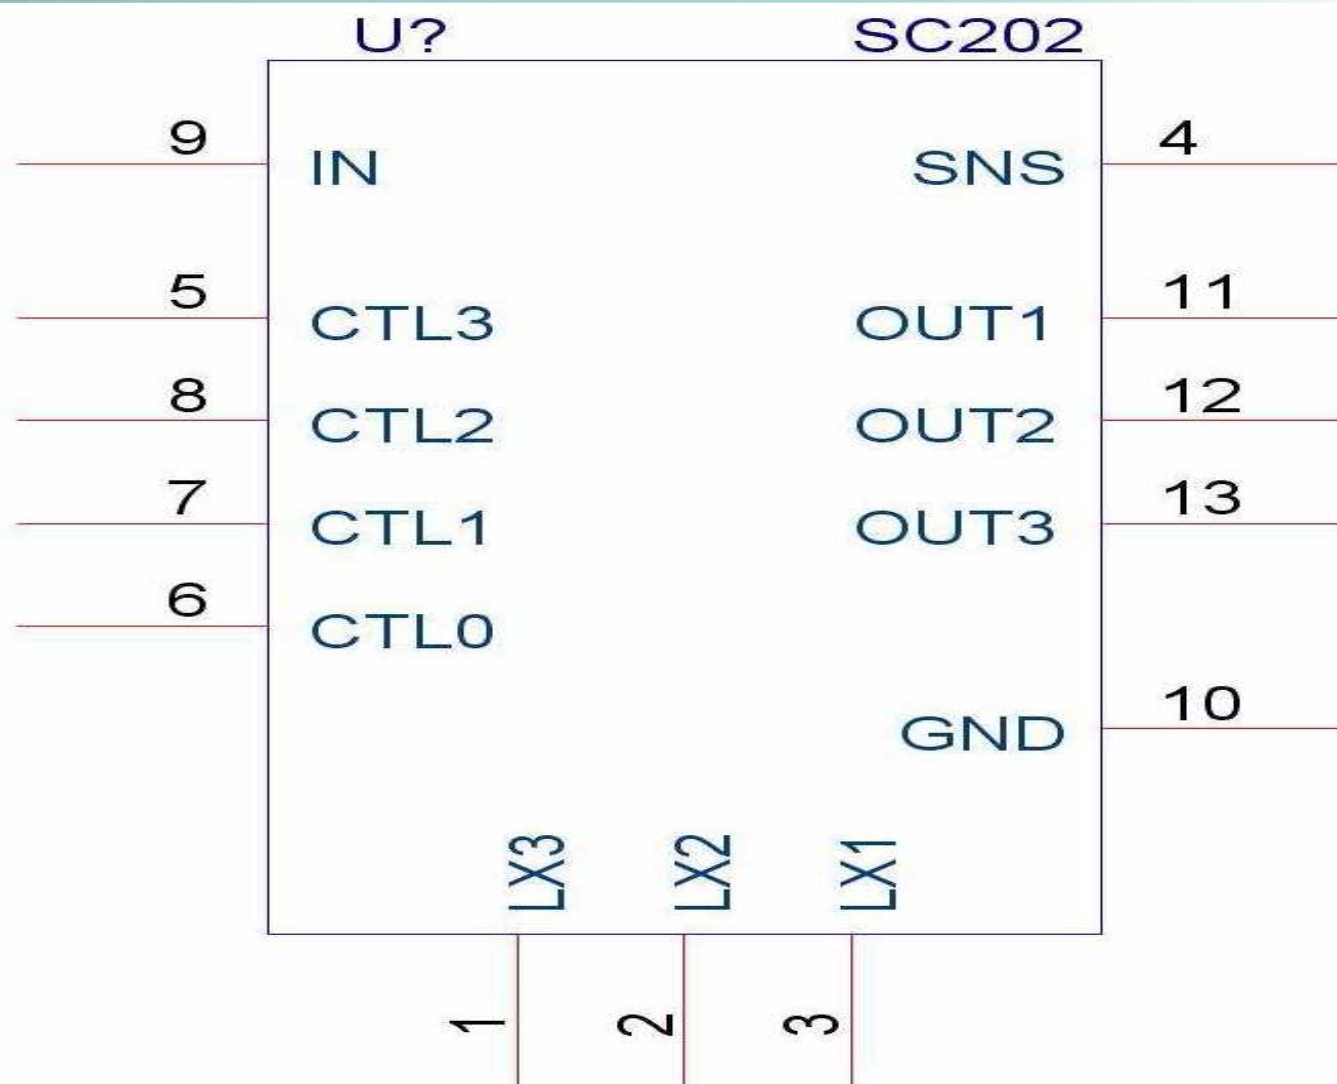 U? SC202
9 IN SNS 4
5 CTL3 OUT1 11
8 CTL2 OUT2 12
7 CTL1 OUT3 13
6 CTL0
GND 10
LX3 LX2 LX1
1 2 3